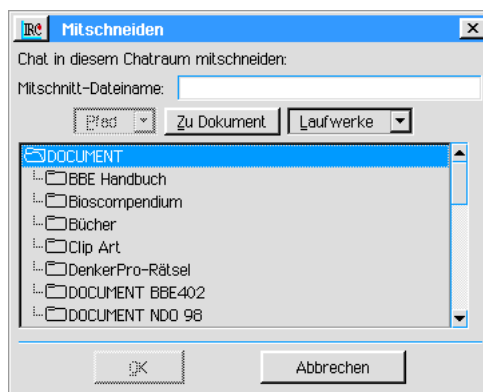 IRC Mitschneiden
Chat in diesem Chatraum mitschneiden:
Mitschnitt-Dateiname:
Pfad Zu Dokument Laufwerke
DOCUMENT
BBE Handbuch
Bioscompendium
Bücher
Clip Art
DenkerPro-Rätsel
DOCUMENT BBE402
DOCUMENT NDO 98
OK Abbrechen